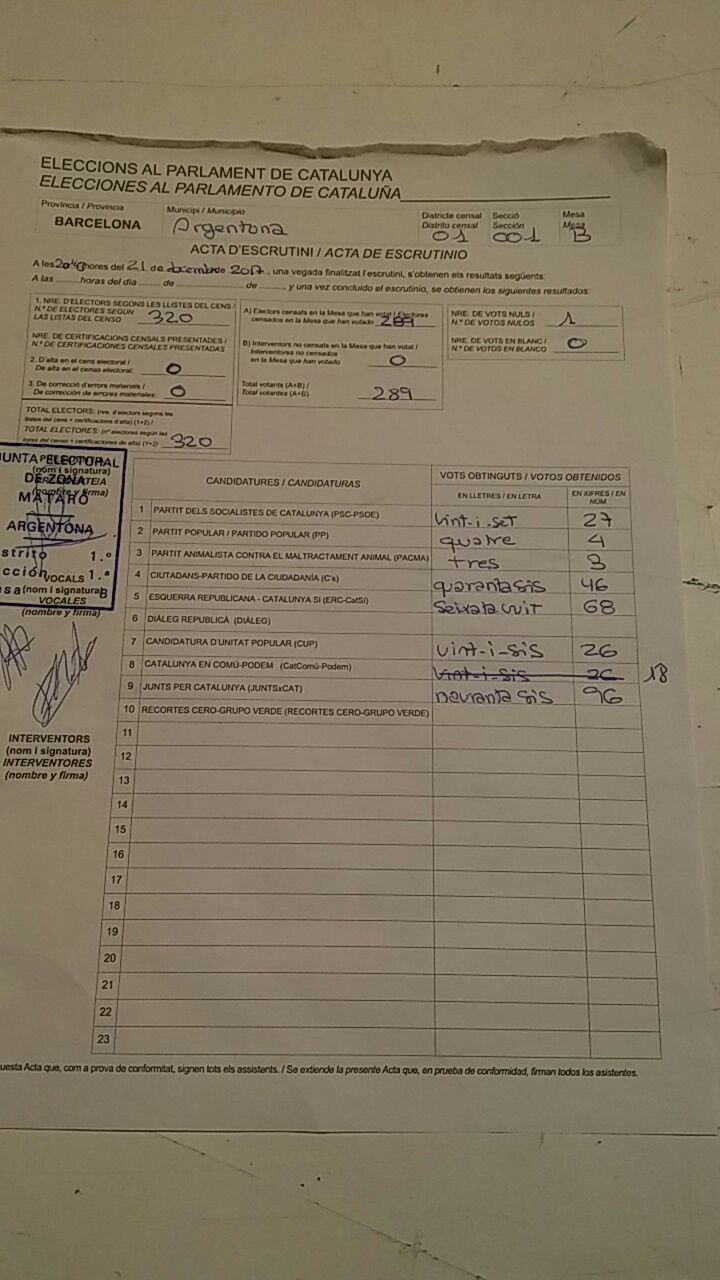 ELECCIONS AL PARLAMENT DE CATALUNYA
ELECCIONES AL PARLAMENTO DE CATALUÑA
Província / Provincia
BARCELONA
Municipi / Municipio
Argentona
Districte censal
Distrito censal
01
Secció
Sección
001
Mesa
Mesa
B
ACTA D'ESCRUTINI / ACTA DE ESCRUTINIO
A les 20:43 hores del 21 de desembre de 2017, una vegada finalitzat l'escrutini, s'obtenen els resultats següents:
A las ......... horas del día ......... de ......... de ........., y una vez concluido el escrutinio, se obtienen los siguientes resultados:
1. NRE. D'ELECTORS SEGONS LES LLISTES DEL CENS /
N.º DE ELECTORES SEGÚN
LAS LISTAS DEL CENSO 320
NRE. DE CERTIFICACIONS CENSALS PRESENTADES /
N.º DE CERTIFICACIONES CENSALES PRESENTADAS
2. D'alta en el cens electoral /
De alta en el censo electoral: 0
3. De correcció d'errors materials /
De corrección de errores materiales: 0
TOTAL ELECTORS: (nre. d'electors segons les
llistes del cens + certificacions d'alta) (1+2) /
TOTAL ELECTORES: (nº electores según las
listas del censo + certificaciones de alta) (1+2) 320
A) Electors censats en la Mesa que han votat / Electores
censados en la Mesa que han votado 289
B) Interventors no censats en la Mesa que han votat /
Interventores no censados
en la Mesa que han votado 0
Total votants (A+B) /
Total votantes (A+B) 289
NRE. DE VOTS NULS /
N.º DE VOTOS NULOS 1
NRE. DE VOTS EN BLANC /
N.º DE VOTOS EN BLANCO 0
JUNTA ELECTORAL
DE ZONA
MATARÓ
ARGENTONA
strito 1.º
cción 1.ª
sa B
(nom i signatura)
VOCALS
(nom i signatura)
VOCALES
(nombre y firma)
INTERVENTORS
(nom i signatura)
INTERVENTORES
(nombre y firma)
CANDIDATURES / CANDIDATURAS
VOTS OBTINGUTS / VOTOS OBTENIDOS
EN LLETRES / EN LETRA
EN XIFRES / EN NÚM.
1 PARTIT DELS SOCIALISTES DE CATALUNYA (PSC-PSOE) Vint-i-set 27
2 PARTIT POPULAR / PARTIDO POPULAR (PP) quatre 4
3 PARTIT ANIMALISTA CONTRA EL MALTRACTAMENT ANIMAL (PACMA) tres 3
4 CIUTADANS-PARTIDO DE LA CIUDADANÍA (C's) quarantasis 46
5 ESQUERRA REPUBLICANA - CATALUNYA SÍ (ERC-CatSí) Seixata vuit 68
6 DIÀLEG REPUBLICÀ (DIÀLEG)
7 CANDIDATURA D'UNITAT POPULAR (CUP) vint-i-sis 26
8 CATALUNYA EN COMÚ-PODEM (CatComú-Podem) Vint-i-sis 26 18
9 JUNTS PER CATALUNYA (JUNTSxCAT) noranta sis 96
10 RECORTES CERO-GRUPO VERDE (RECORTES CERO-GRUPO VERDE)
11
12
13
14
15
16
17
18
19
20
21
22
23
uesta Acta que, com a prova de conformitat, signen tots els assistents. / Se extiende la presente Acta que, en prueba de conformidad, firman todos los asistentes.